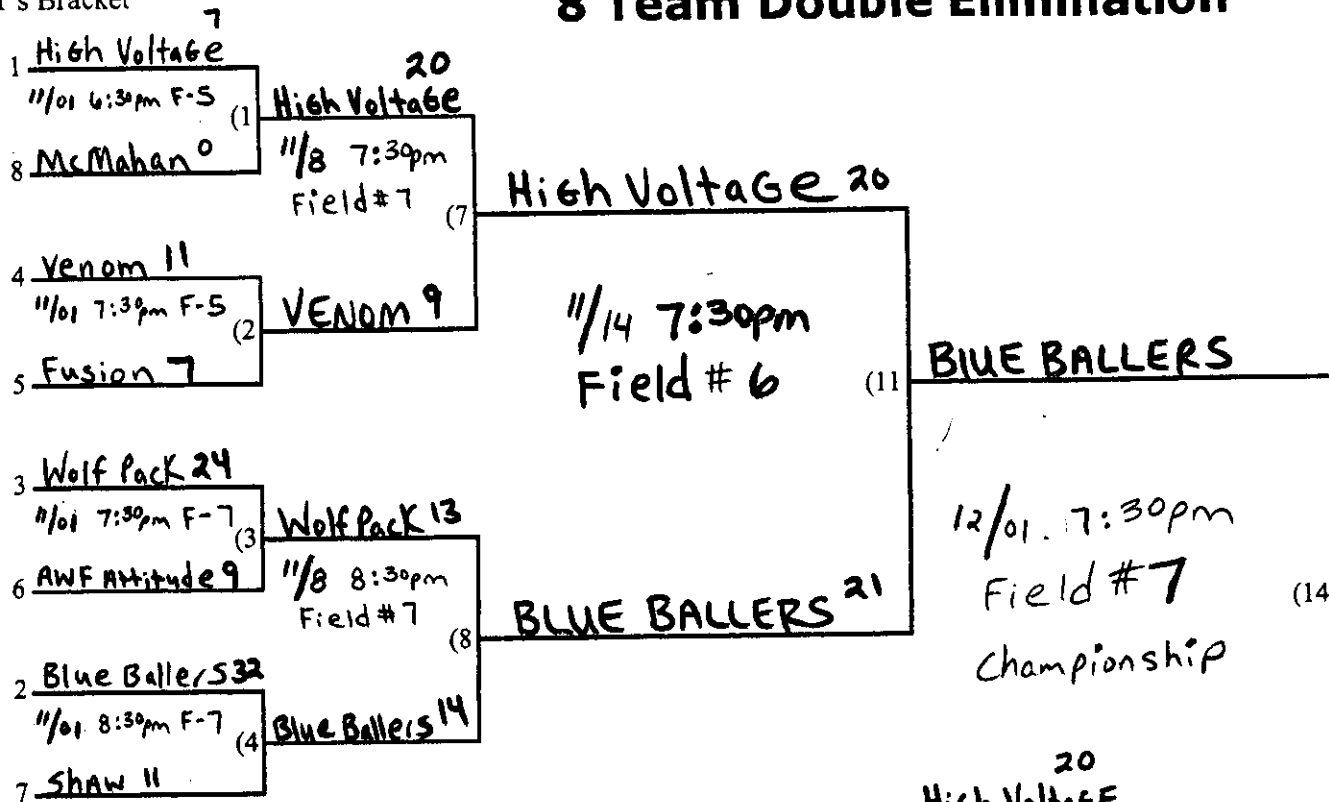 's Bracket
8 Team Double Elimination
7
1 High Voltage
11/01 6:30pm F-5
(1
8 McMahan 0
20
High Voltage
11/8 7:30pm
Field #7
(7
4 Venom 11
11/01 7:30pm F-5
(2
5 Fusion 7
VENOM 9
High VoltaGe 20
11/14 7:30pm
Field # 6
(11
3 Wolf Pack 24
11/01 7:30pm F-7
(3
6 AWF Attitude 9
Wolf Pack 13
11/8 8:30pm
Field #7
(8
2 Blue Ballers 32
11/01 8:30pm F-7
(4
7 SHAW 11
Blue Ballers 14
BLUE BALLERS 21
BlUE BALLERS
12/01. 7:30pm
Field #7
(14
Championship
20
High VoltaGE